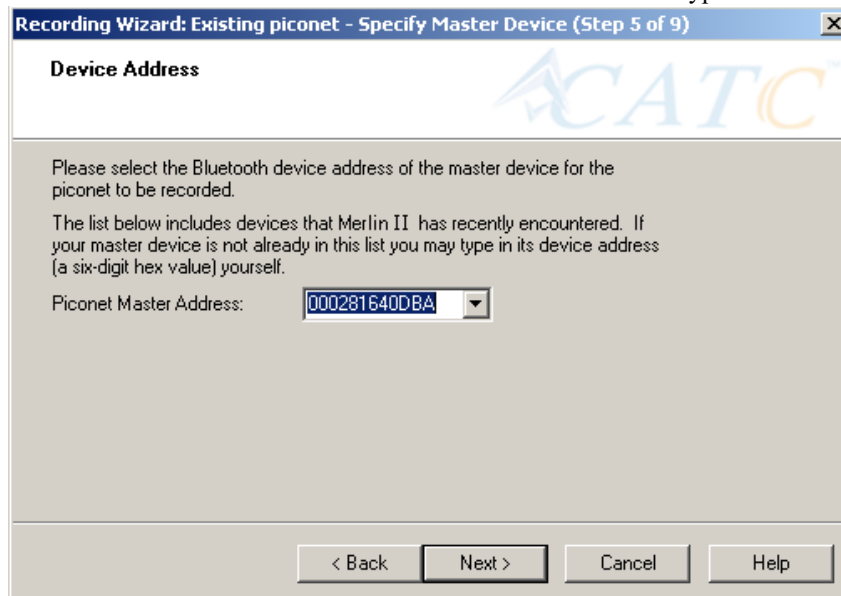 Recording Wizard: Existing piconet - Specify Master Device (Step 5 of 9)
Device Address
CATC
Please select the Bluetooth device address of the master device for the
piconet to be recorded.
The list below includes devices that Merlin II has recently encountered. If
your master device is not already in this list you may type in its device address
(a six-digit hex value) yourself.
Piconet Master Address: 000281640DBA
< Back Next > Cancel Help